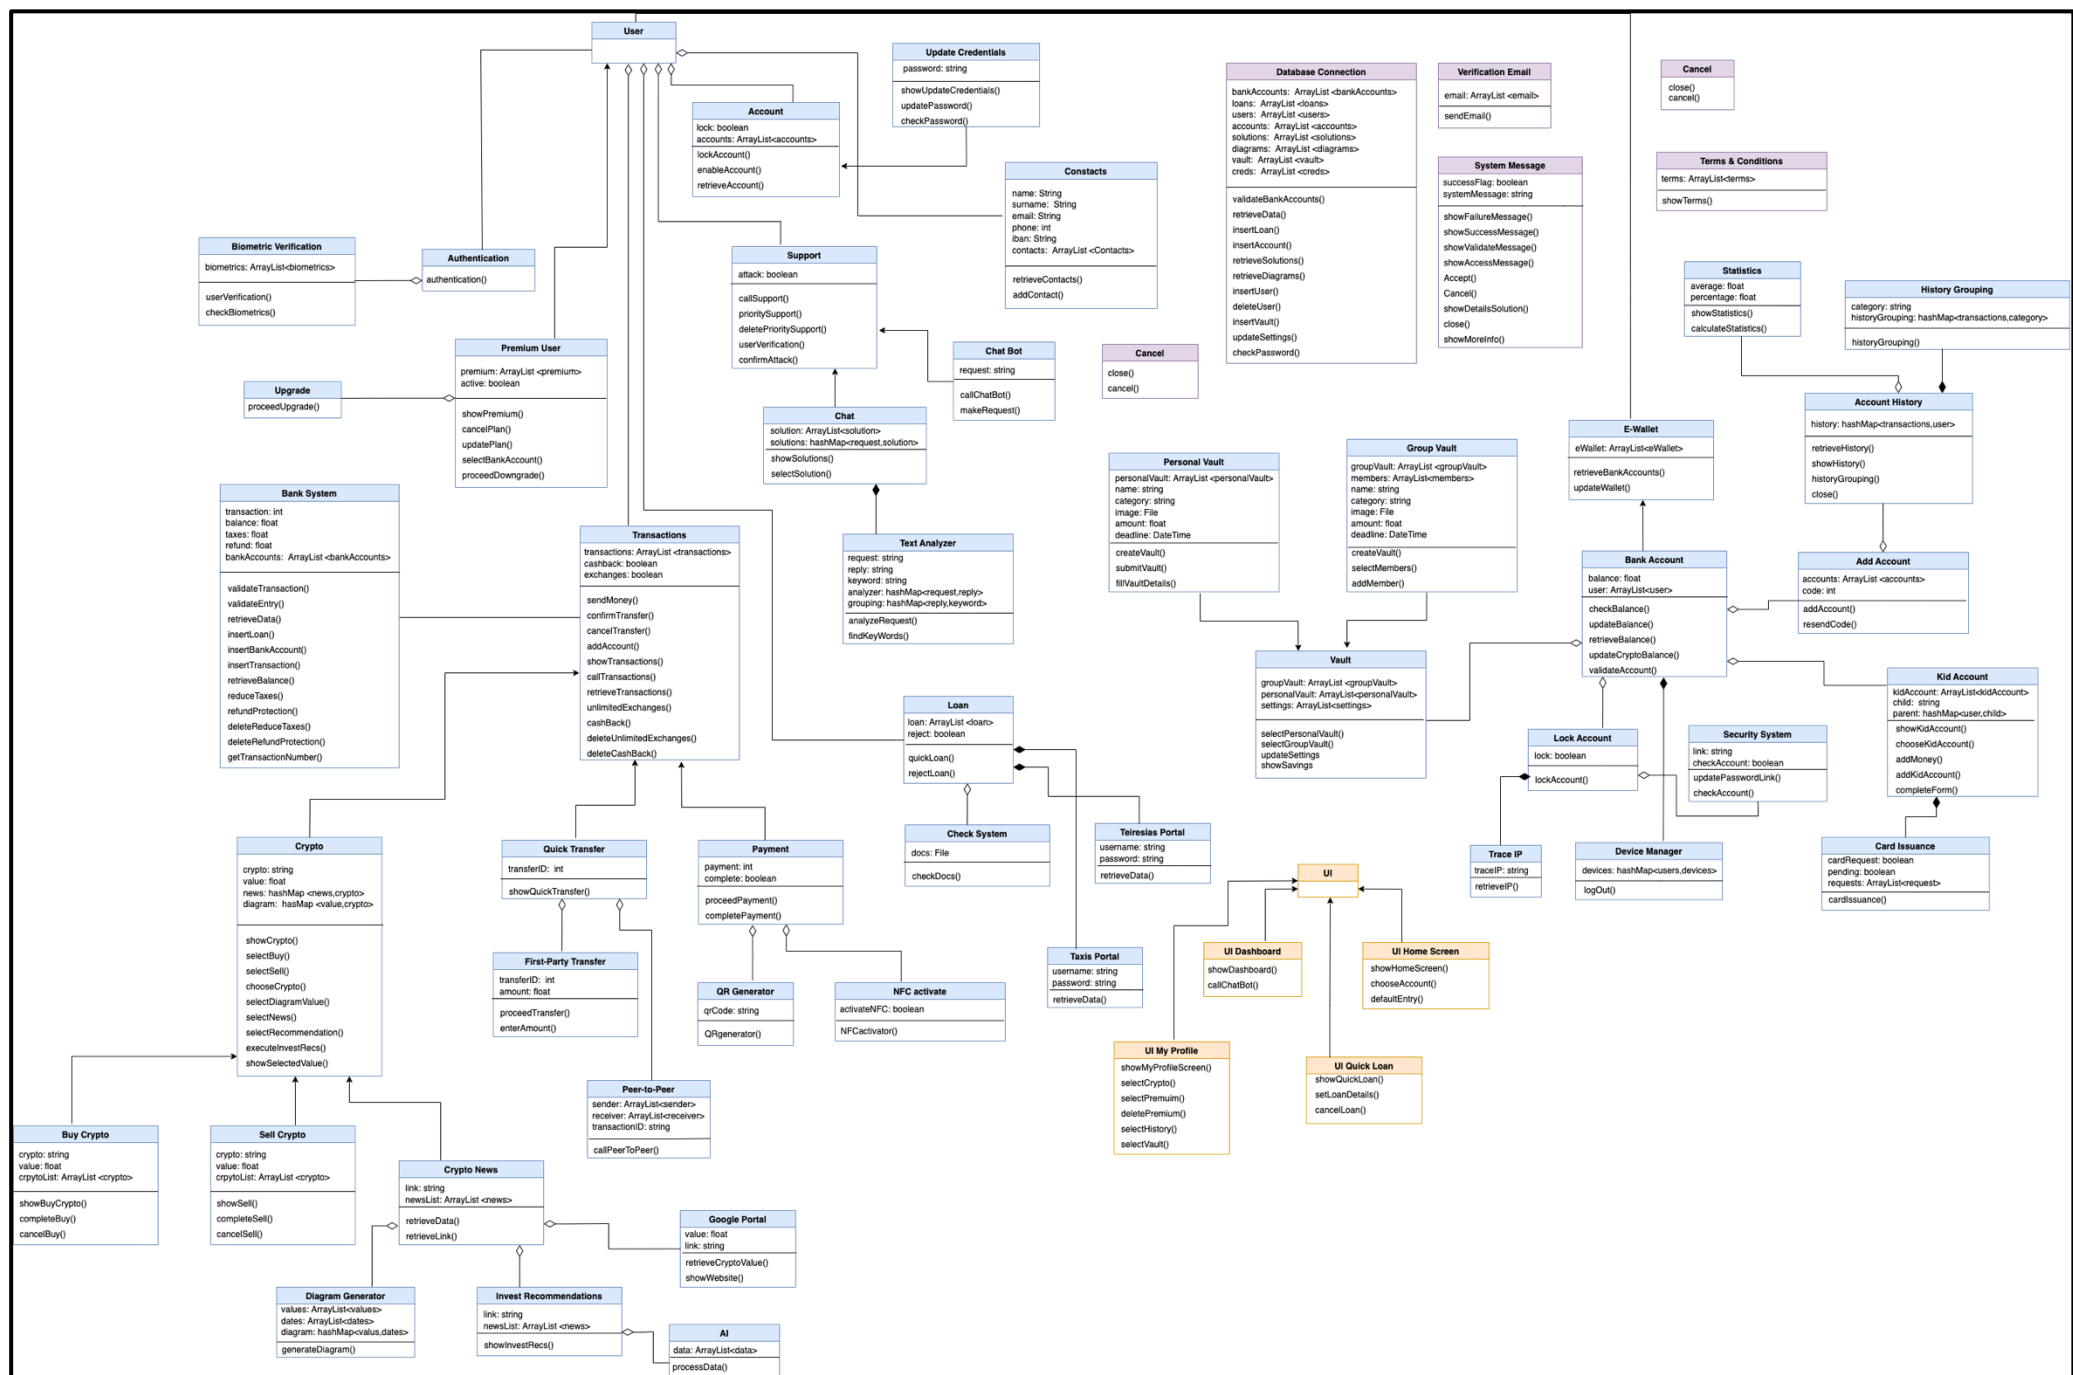 User
Update Credentials
password: string
showUpdateCredentials()
updatePassword()
checkPassword()
Account
lock: boolean
accounts: ArrayList<accounts>
lockAccount()
enableAccount()
retrieveAccount()
Constacts
name: String
surname: String
email: String
phone: int
iban: String
contacts: ArrayList <Contacts>
retrieveContacts()
addContact()
Database Connection
bankAccounts: ArrayList <bankAccounts>
loans: ArrayList <loans>
users: ArrayList <users>
accounts: ArrayList <accounts>
solutions: ArrayList <solutions>
diagrams: ArrayList <diagrams>
vault: ArrayList <vault>
creds: ArrayList <creds>
validateBankAccounts()
retrieveData()
insertLoan()
insertAccount()
retrieveSolutions()
retrieveDiagrams()
insertUser()
deleteUser()
insertVault()
updateSettings()
checkPassword()
Verification Email
email: ArrayList <email>
sendEmail()
System Message
successFlag: boolean
systemMessage: string
showFailureMessage()
showSuccessMessage()
showValidateMessage()
showAccessMessage()
Accept()
Cancel()
showDetailsSolution()
close()
showMoreInfo()
Cancel
close()
cancel()
Terms & Conditions
terms: ArrayList<terms>
showTerms()
Biometric Verification
biometrics: ArrayList<biometrics>
userVerification()
checkBiometrics()
Authentication
authentication()
Support
attack: boolean
callSupport()
prioritySupport()
deletePrioritySupport()
userVerification()
confirmAttack()
Statistics
average: float
percentage: float
showStatistics()
calculateStatistics()
History Grouping
category: string
historyGrouping: hashMap<transactions,category>
historyGrouping()
Premium User
premium: ArrayList <premium>
active: boolean
showPremium()
cancelPlan()
updatePlan()
selectBankAccount()
proceedDowngrade()
Upgrade
proceedUpgrade()
Chat Bot
request: string
callChatBot()
makeRequest()
Cancel
close()
cancel()
Chat
solution: ArrayList<solution>
solutions: hashMap<request,solution>
showSolutions()
selectSolution()
Account History
history: hashMap<transactions,user>
retrieveHistory()
showHistory()
historyGrouping()
close()
E-Wallet
eWallet: ArrayList<eWallet>
retrieveBankAccounts()
updateWallet()
Personal Vault
personalVault: ArrayList <personalVault>
name: string
category: string
image: File
amount: float
deadline: DateTime
createVault()
submitVault()
fillVaultDetails()
Group Vault
groupVault: ArrayList <groupVault>
members: ArrayList<members>
name: string
category: string
image: File
amount: float
deadline: DateTime
createVault()
selectMembers()
addMember()
Bank System
transaction: int
balance: float
taxes: float
refund: float
bankAccounts: ArrayList <bankAccounts>
validateTransaction()
validateEntry()
retrieveData()
insertLoan()
insertBankAccount()
insertTransaction()
retrieveBalance()
reduceTaxes()
refundProtection()
deleteReduceTaxes()
deleteRefundProtection()
getTransactionNumber()
Transactions
transactions: ArrayList <transactions>
cashback: boolean
exchanges: boolean
sendMoney()
confirmTransfer()
cancelTransfer()
addAccount()
showTransactions()
callTransactions()
retrieveTransactions()
unlimitedExchanges()
cashBack()
deleteUnlimitedExchanges()
deleteCashBack()
Text Analyzer
request: string
reply: string
keyword: string
analyzer: hashMap<request,reply>
grouping: hashMap<reply,keyword>
analyzeRequest()
findKeyWords()
Bank Account
balance: float
user: ArrayList<user>
checkBalance()
updateBalance()
retrieveBalance()
updateCryptoBalance()
validateAccount()
Add Account
accounts: ArrayList <accounts>
code: int
addAccount()
resendCode()
Vault
groupVault: ArrayList <groupVault>
personalVault: ArrayList<personalVault>
settings: ArrayList<settings>
selectPersonalVault()
selectGroupVault()
updateSettings
showSavings
Kid Account
kidAccount: ArrayList<kidAccount>
child: string
parent: hashMap<user,child>
showKidAccount()
chooseKidAccount()
addMoney()
addKidAccount()
completeForm()
Loan
loan: ArrayList <loan>
reject: boolean
quickLoan()
rejectLoan()
Lock Account
lock: boolean
lockAccount()
Security System
link: string
checkAccount: boolean
updatePasswordLink()
checkAccount()
Crypto
crypto: string
value: float
news: hashMap <news,crypto>
diagram: hasMap <value,crypto>
showCrypto()
selectBuy()
selectSell()
chooseCrypto()
selectDiagramValue()
selectNews()
selectRecommendation()
executeInvestRecs()
showSelectedValue()
Quick Transfer
transferID: int
showQuickTransfer()
Payment
payment: int
complete: boolean
proceedPayment()
completePayment()
Check System
docs: File
checkDocs()
Teiresias Portal
username: string
password: string
retrieveData()
Trace IP
traceIP: string
retrieveIP()
Device Manager
devices: hashMap<users,devices>
logOut()
Card Issuance
cardRequest: boolean
pending: boolean
requests: ArrayList<request>
cardIssuance()
UI
UI Dashboard
showDashboard()
callChatBot()
UI Home Screen
showHomeScreen()
chooseAccount()
defaultEntry()
First-Party Transfer
transferID: int
amount: float
proceedTransfer()
enterAmount()
QR Generator
qrCode: string
QRgenerator()
NFC activate
activateNFC: boolean
NFCactivator()
Taxis Portal
username: string
password: string
retrieveData()
UI My Profile
showMyProfileScreen()
selectCrypto()
selectPremuim()
deletePremium()
selectHistory()
selectVault()
UI Quick Loan
showQuickLoan()
setLoanDetails()
cancelLoan()
Peer-to-Peer
sender: ArrayList<sender>
receiver: ArrayList<receiver>
transactionID: string
callPeerToPeer()
Buy Crypto
crypto: string
value: float
crpytoList: ArrayList <crypto>
showBuyCrypto()
completeBuy()
cancelBuy()
Sell Crypto
crypto: string
value: float
crpytoList: ArrayList <crypto>
showSell()
completeSell()
cancelSell()
Crypto News
link: string
newsList: ArrayList <news>
retrieveData()
retrieveLink()
Google Portal
value: float
link: string
retrieveCryptoValue()
showWebsite()
Diagram Generator
values: ArrayList<values>
dates: ArrayList<dates>
diagram: hashMap<valus,dates>
generateDiagram()
Invest Recommendations
link: string
newsList: ArrayList <news>
showInvestRecs()
AI
data: ArrayList<data>
processData()